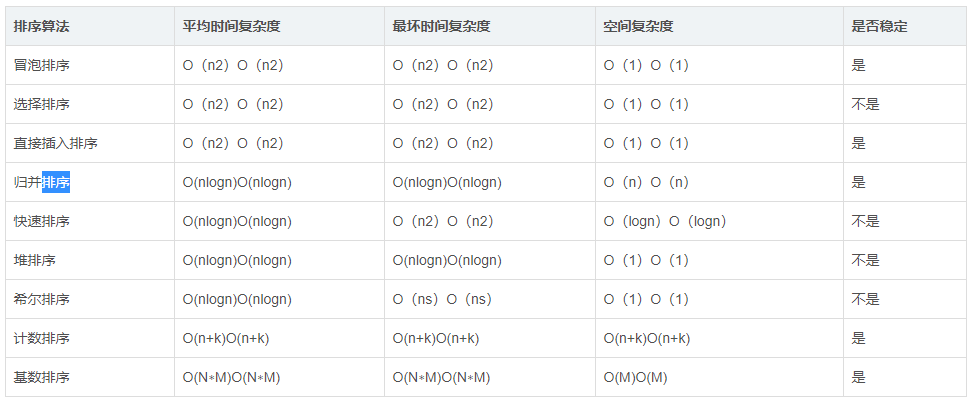 排序算法 平均时间复杂度 最坏时间复杂度 空间复杂度 是否稳定
冒泡排序 O（n2）O（n2） O（n2）O（n2） O（1）O（1） 是
选择排序 O（n2）O（n2） O（n2）O（n2） O（1）O（1） 不是
直接插入排序 O（n2）O（n2） O（n2）O（n2） O（1）O（1） 是
归并排序 O(nlogn)O(nlogn) O(nlogn)O(nlogn) O（n）O（n） 是
快速排序 O(nlogn)O(nlogn) O（n2）O（n2） O（logn）O（logn） 不是
堆排序 O(nlogn)O(nlogn) O(nlogn)O(nlogn) O（1）O（1） 不是
希尔排序 O(nlogn)O(nlogn) O（ns）O（ns） O（1）O（1） 不是
计数排序 O(n+k)O(n+k) O(n+k)O(n+k) O(n+k)O(n+k) 是
基数排序 O(N∗M)O(N∗M) O(N∗M)O(N∗M) O(M)O(M) 是